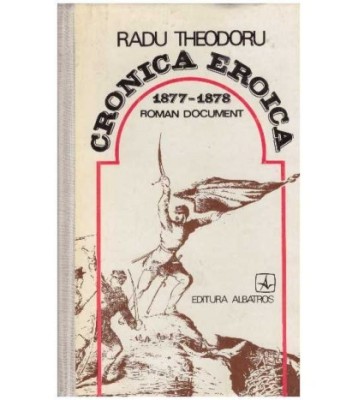 RADU THEODORU
CRONICA EROICA
1877-1878
ROMAN DOCUMENT
EDITURA ALBATROS